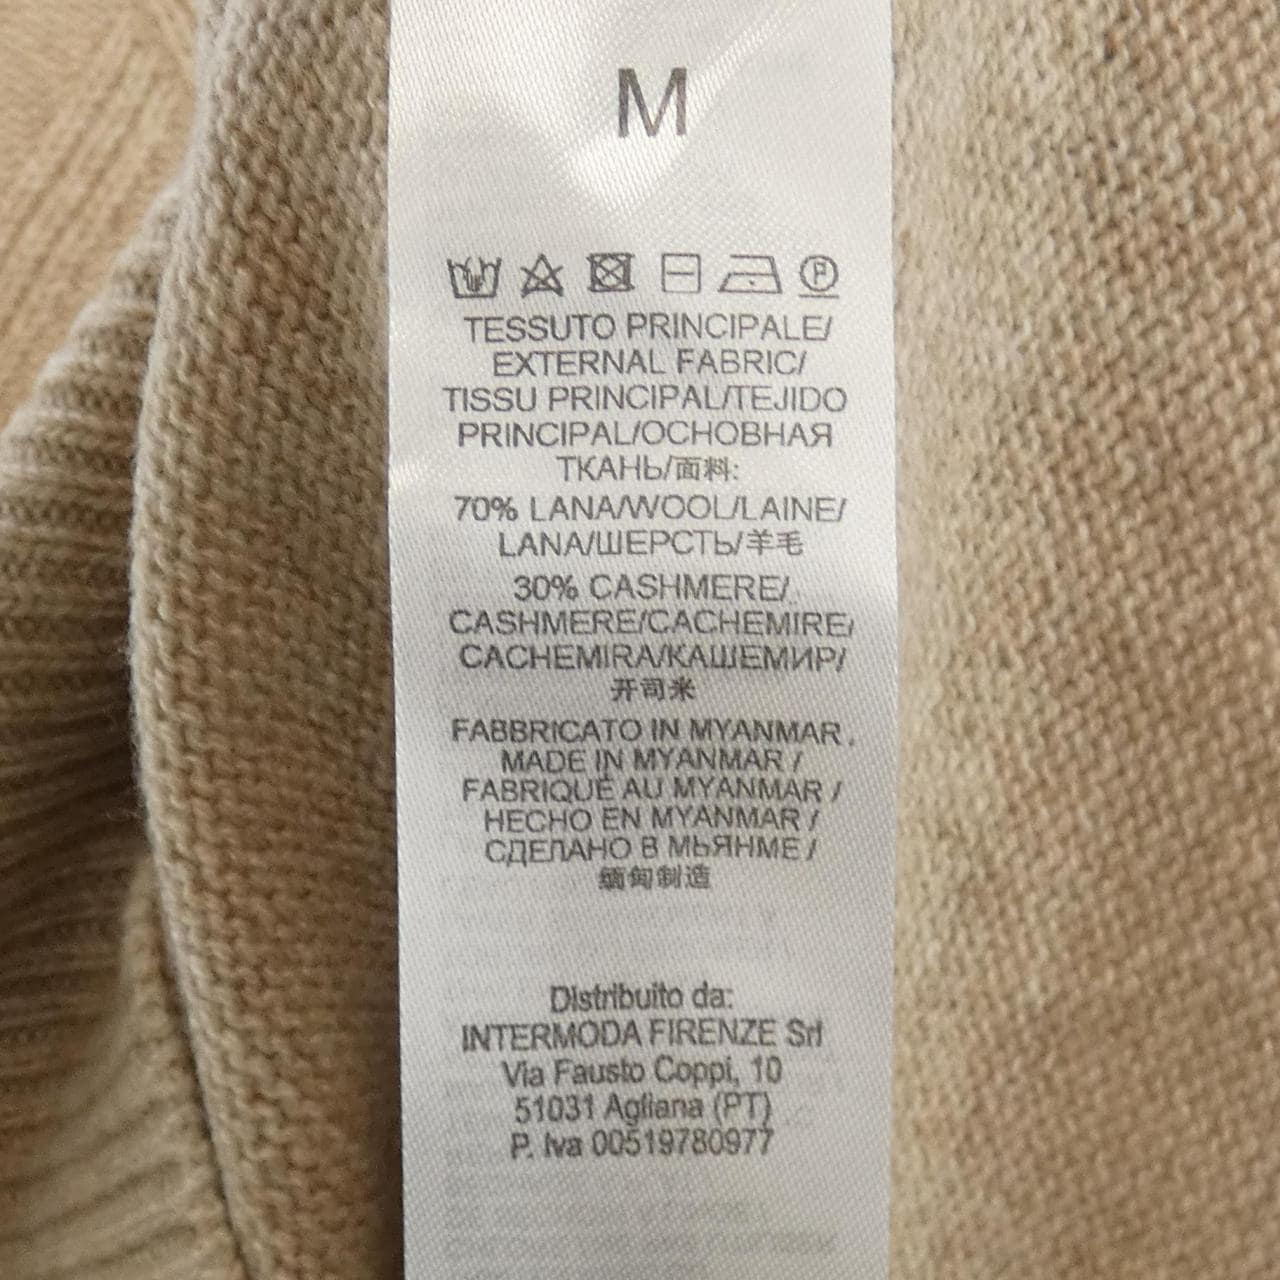 M
P
TESSUTO PRINCIPALE/
EXTERNAL FABRIC/
TISSU PRINCIPAL/TEJIDO
PRINCIPAL/ОСНОВНАЯ
ТКАНЬ/面料:
70% LANA/WOOL/LAINE/
LANA/ШЕРСТЬ/羊毛
30% CASHMERE/
CASHMERE/CACHEMIRE/
CACHEMIRA/КАШЕМИР/
开司米
FABBRICATO IN MYANMAR /
MADE IN MYANMAR /
FABRIQUÉ AU MYANMAR /
HECHO EN MYANMAR /
СДЕЛАНО В МЬЯНМЕ /
缅甸制造
Distribuito da:
INTERMODA FIRENZE Srl
Via Fausto Coppi, 10
51031 Agliana (PT)
P. Iva 00519780977